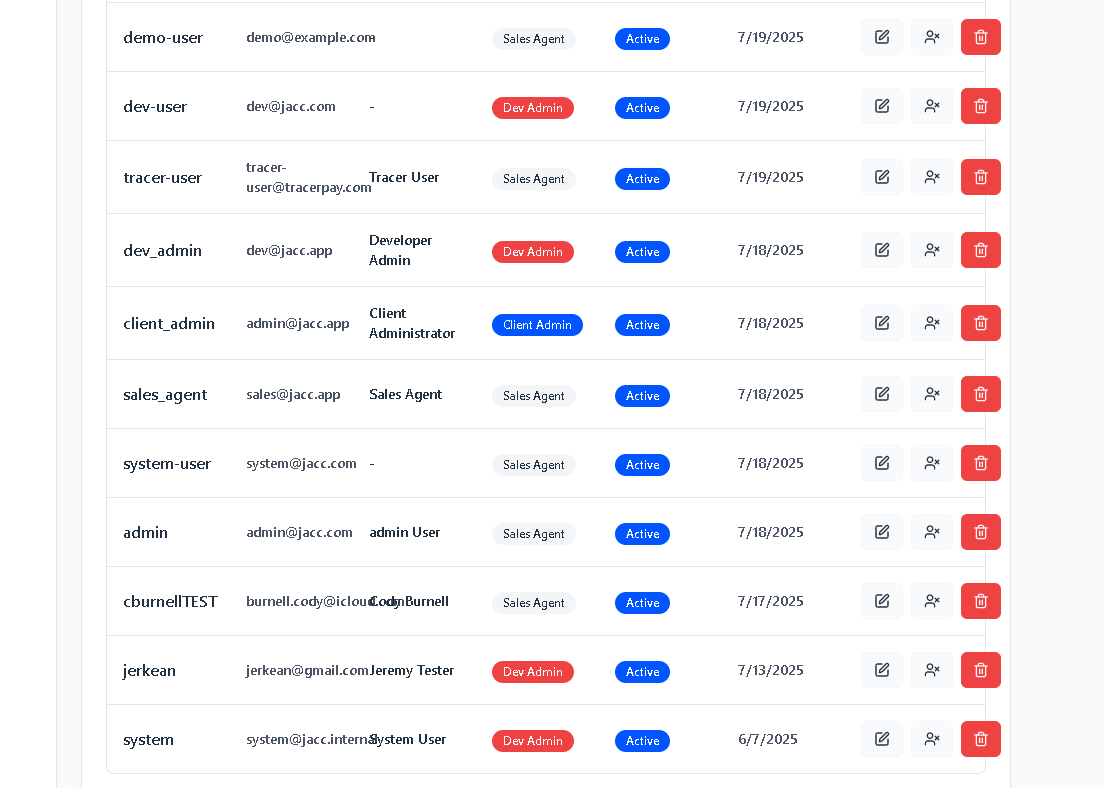 demo-user demo@example.com - Sales Agent Active 7/19/2025
dev-user dev@jacc.com - Dev Admin Active 7/19/2025
tracer-
user@tracerpay.com
tracer-user Tracer User Sales Agent Active 7/19/2025
Developer
Admin
dev_admin dev@jacc.app Dev Admin Active 7/18/2025
Client
Administrator
client_admin admin@jacc.app Client Admin Active 7/18/2025
sales_agent sales@jacc.app Sales Agent Sales Agent Active 7/18/2025
system-user system@jacc.com - Sales Agent Active 7/18/2025
admin admin@jacc.com admin User Sales Agent Active 7/18/2025
cburnellTEST burnell.cody@icloud.com Cody Burnell Sales Agent Active 7/17/2025
jerkean jerkean@gmail.com Jeremy Tester Dev Admin Active 7/13/2025
system system@jacc.internal System User Dev Admin Active 6/7/2025